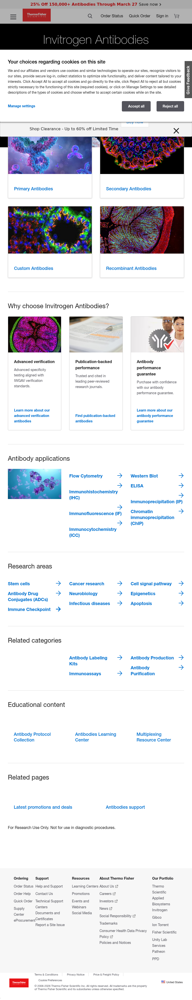 25% Off 150,000+ Antibodies Through March 27 Save now
ThermoFisher
SCIENTIFIC
Order Status
Quick Order
Sign in
Invitrogen Antibodies
Your choices regarding cookies on this site
We and our affiliates and vendors use cookies and similar technologies to operate our sites, recognize visitors to
our sites, provide secure log-in, collect statistics to optimize site functionality, and deliver content tailored to your
interests. Click Accept All to accept all cookies and go directly to the site, click Reject All to reject all but cookies
strictly necessary to the functioning of this site (required cookies), or click on Manage Settings to see detailed
descriptions of the types of cookies and choose whether to accept certain cookies while on the site.
Manage settings
Accept all
Reject all
Give Feedback
Buy now
Shop Clearance - Up to 60% off Limited Time
Primary Antibodies
Secondary Antibodies
Custom Antibodies
Recombinant Antibodies
Why choose Invitrogen Antibodies?
Advanced verification
Advanced specificity
testing aligned with
IWGAV verification
standards.
Learn more about our
advanced verification
antibodies
Publication-backed
performance
Trusted and cited in
leading peer-reviewed
research journals.
Find publication-backed
antibodies
Antibody
performance
guarantee
Purchase with confidence
with our antibody
performance guarantee.
Learn more about our
antibody performance
guarantee
Antibody applications
Flow Cytometry
Immunohistochemistry
(IHC)
Immunofluorescence (IF)
Immunocytochemistry
(ICC)
Western Blot
ELISA
Immunoprecipitation (IP)
Chromatin
immunoprecipitation
(ChIP)
Research areas
Stem cells
Antibody Drug
Conjugates (ADCs)
Immune Checkpoint
Cancer research
Neurobiology
Infectious diseases
Cell signal pathway
Epigenetics
Apoptosis
Related categories
Antibody Labeling
Kits
Immunoassays
Antibody Production
Antibody
Purification
Educational content
Antibody Protocol
Collection
Antibodies Learning
Center
Multiplexing
Resource Center
Related pages
Latest promotions and deals
Antibodies support
For Research Use Only. Not for use in diagnostic procedures.
Ordering
Order Status
Order Help
Quick Order
Supply
Center
eProcurement
Support
Help and Support
Contact Us
Technical Support
Centers
Documents and
Certificates
Report a Site Issue
Resources
Learning Centers
Promotions
Events and
Webinars
Social Media
About Thermo Fisher
About Us
Careers
Investors
News
Social Responsibility
Trademarks
Consumer Health Data Privacy
Policy
Policies and Notices
Our Portfolio
Thermo
Scientific
Applied
Biosystems
Invitrogen
Gibco
Ion Torrent
Fisher Scientific
Unity Lab
Services
Patheon
PPD
ThermoFisher
SCIENTIFIC
Terms & Conditions
Privacy Notice
Price & Freight Policy
Cookie Preferences
© 2006-2026 Thermo Fisher Scientific Inc. All rights reserved. All trademarks are the property
of Thermo Fisher Scientific and its subsidiaries unless otherwise specified.
United States